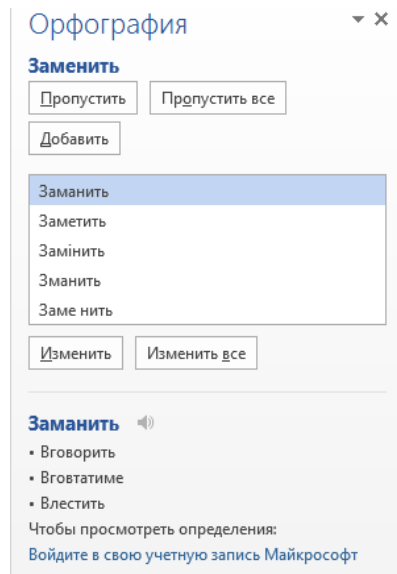 Орфография
Заменить
Пропустить Пропустить все
Добавить
Заманить
Заметить
Замінить
Зманить
Заме нить
Изменить Изменить все
Заманить
▪ Вговорить
▪ Вговтатиме
▪ Влестить
Чтобы просмотреть определения:
Войдите в свою учетную запись Майкрософт